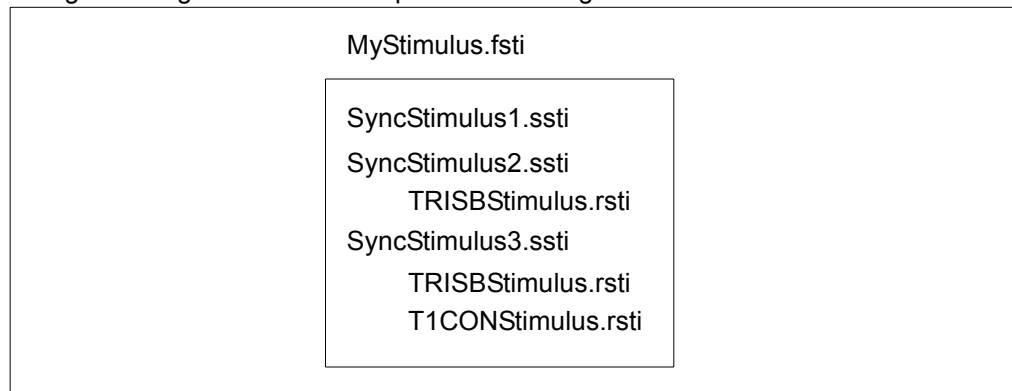 MyStimulus.fsti
SyncStimulus1.ssti
SyncStimulus2.ssti
TRISBStimulus.rsti
SyncStimulus3.ssti
TRISBStimulus.rsti
T1CONStimulus.rsti